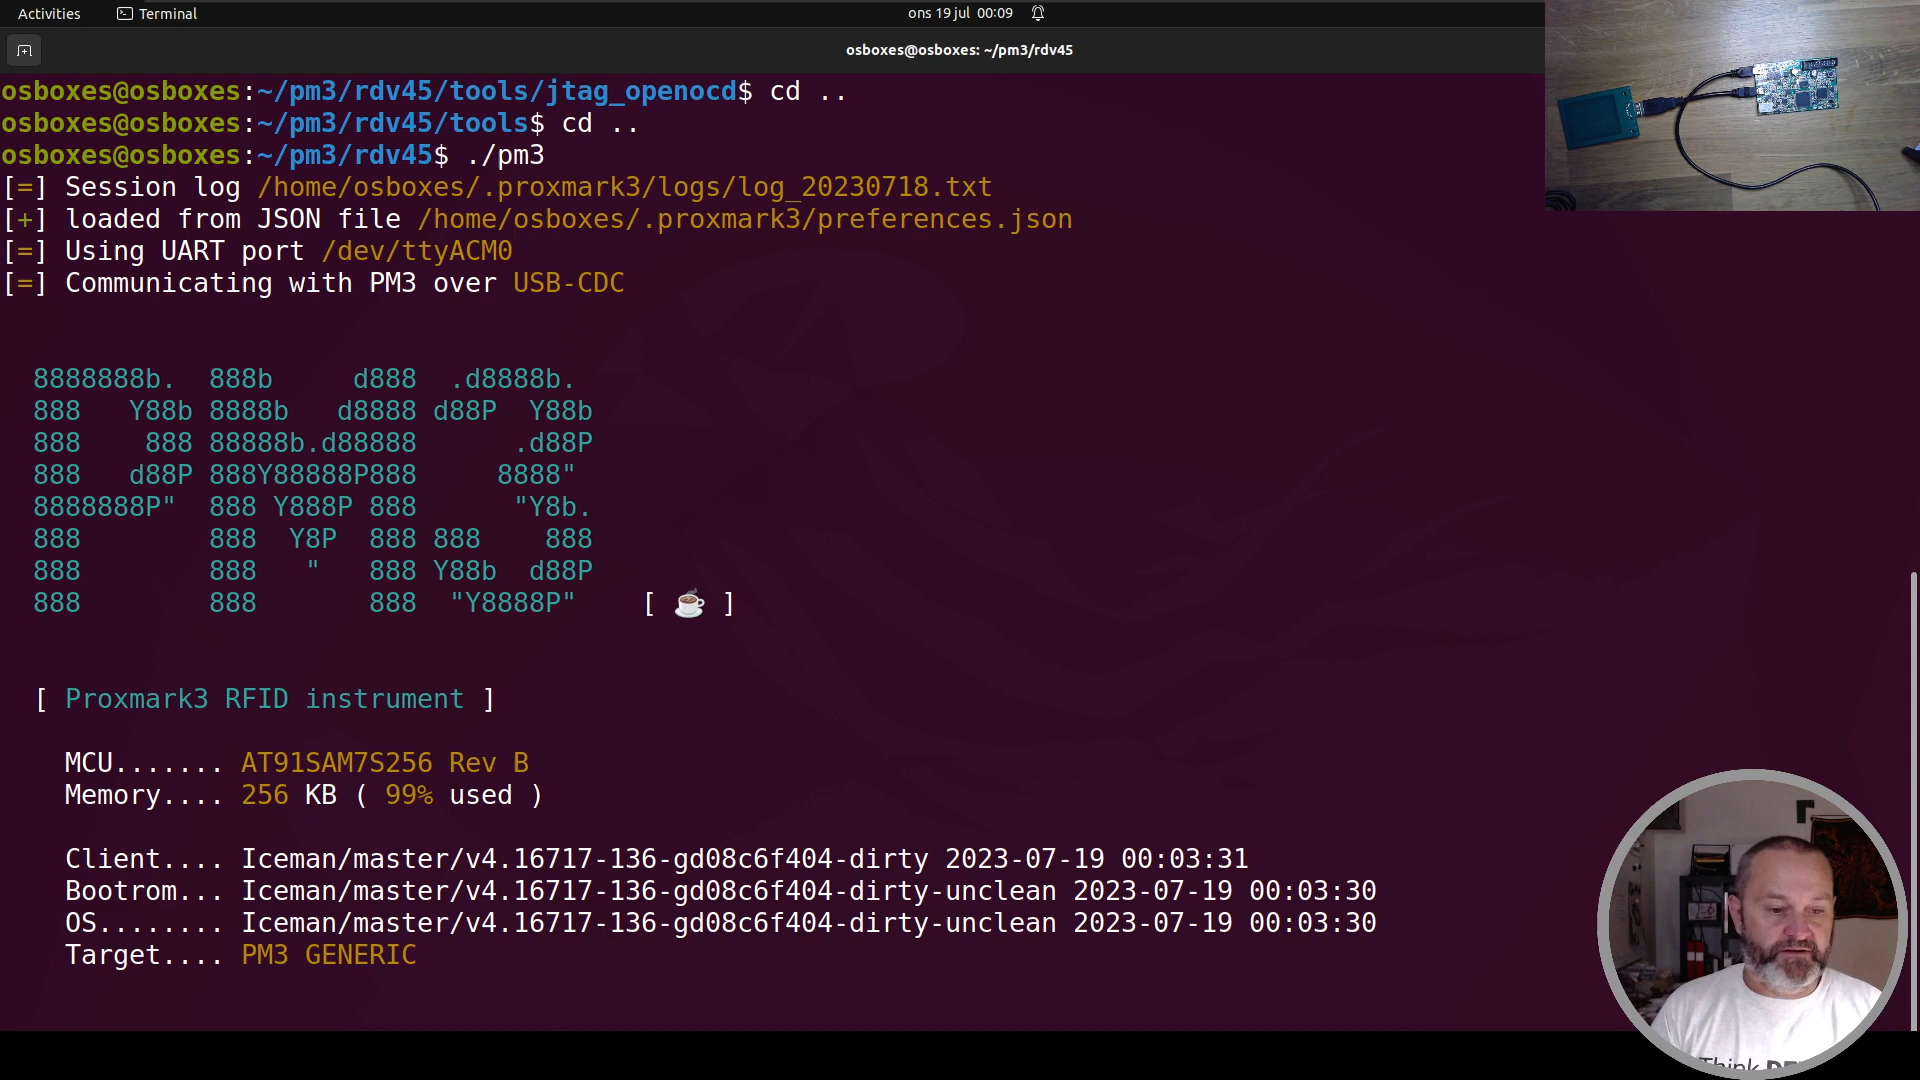 Activities Terminal ons 19 jul 00:09
osboxes@osboxes: ~/pm3/rdv45
osboxes@osboxes:~/pm3/rdv45/tools/jtag_openocd$ cd ..
osboxes@osboxes:~/pm3/rdv45/tools$ cd ..
osboxes@osboxes:~/pm3/rdv45$ ./pm3
[=] Session log /home/osboxes/.proxmark3/logs/log_20230718.txt
[+] loaded from JSON file /home/osboxes/.proxmark3/preferences.json
[=] Using UART port /dev/ttyACM0
[=] Communicating with PM3 over USB-CDC
8888888b.  888b     d888  .d8888b.
888   Y88b 8888b   d8888 d88P  Y88b
888    888 88888b.d88888      .d88P
888   d88P 888Y88888P888     8888"
8888888P"  888 Y888P 888      "Y8b.
888        888  Y8P  888 888    888
888        888   "   888 Y88b  d88P
888        888       888  "Y8888P"    [ ☕ ]
[ Proxmark3 RFID instrument ]
MCU....... AT91SAM7S256 Rev B
Memory.... 256 KB ( 99% used )
Client.... Iceman/master/v4.16717-136-gd08c6f404-dirty 2023-07-19 00:03:31
Bootrom... Iceman/master/v4.16717-136-gd08c6f404-dirty-unclean 2023-07-19 00:03:30
OS........ Iceman/master/v4.16717-136-gd08c6f404-dirty-unclean 2023-07-19 00:03:30
Target.... PM3 GENERIC
Think